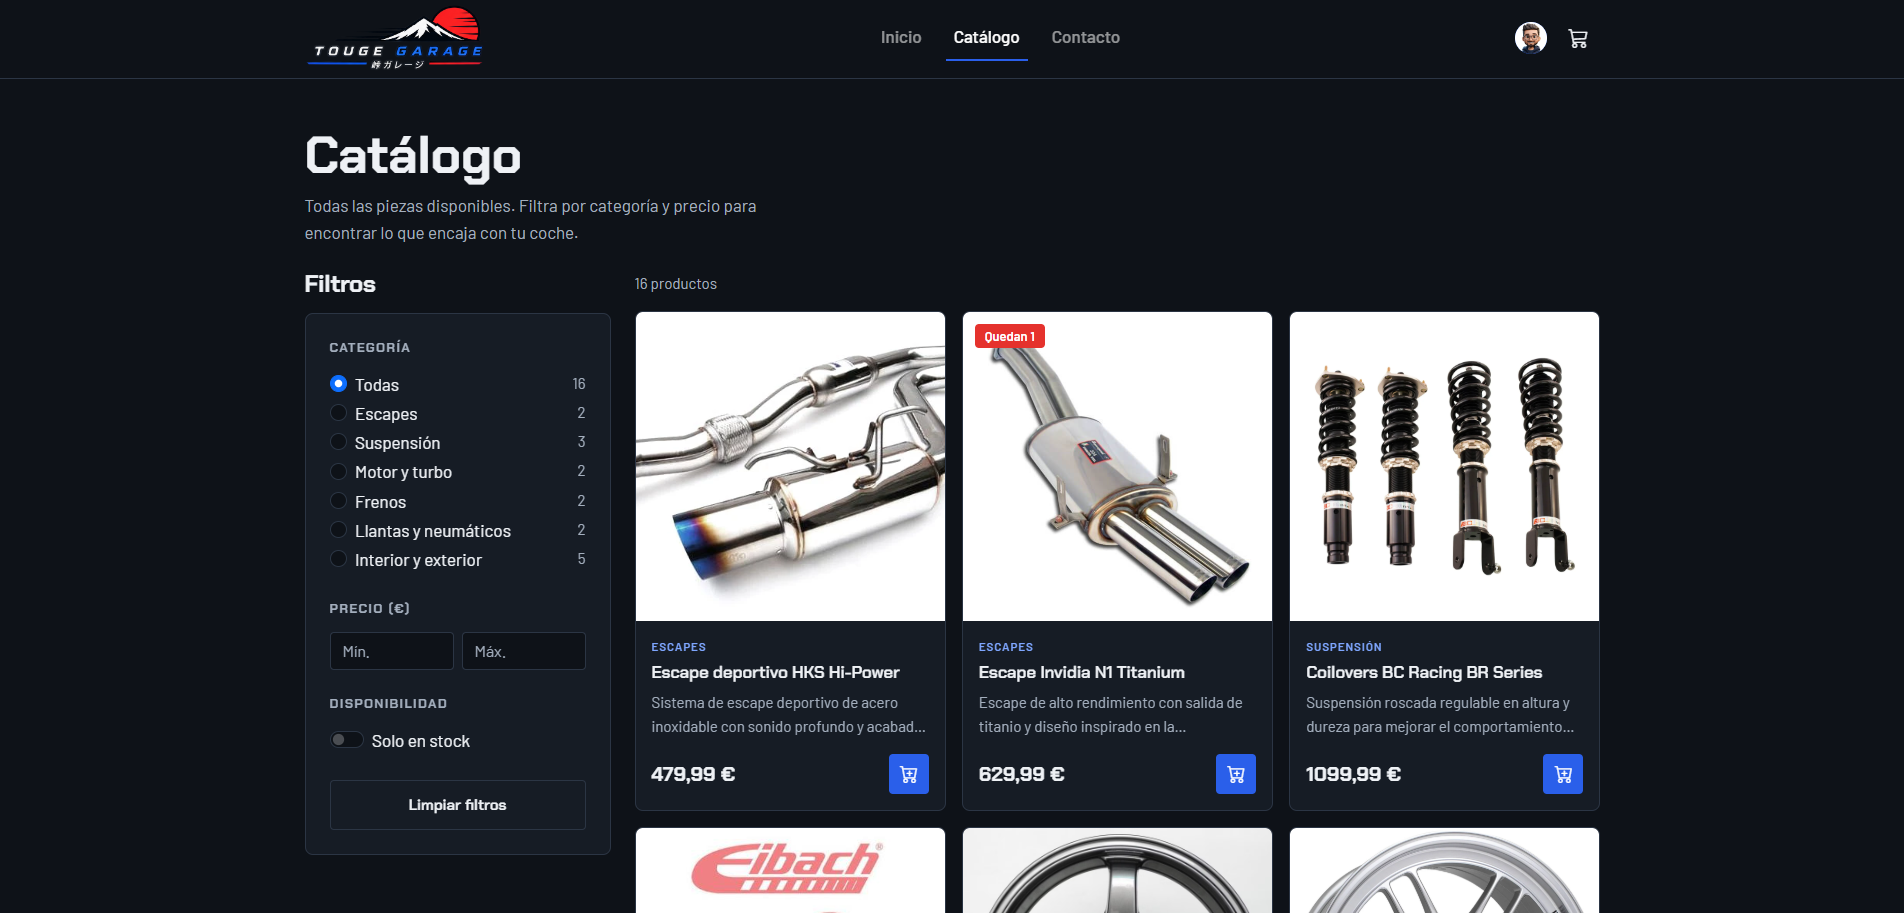 TOUGE GARAGE
峠ガレージ
Inicio
Catálogo
Contacto
Catálogo
Todas las piezas disponibles. Filtra por categoría y precio para
encontrar lo que encaja con tu coche.
Filtros
CATEGORÍA
Todas 16
Escapes 2
Suspensión 3
Motor y turbo 2
Frenos 2
Llantas y neumáticos 2
Interior y exterior 5
PRECIO (€)
Mín.
Máx.
DISPONIBILIDAD
Solo en stock
Limpiar filtros
16 productos
ESCAPES
Escape deportivo HKS Hi-Power
Sistema de escape deportivo de acero
inoxidable con sonido profundo y acabad...
479,99 €
Quedan 1
ESCAPES
Escape Invidia N1 Titanium
Escape de alto rendimiento con salida de
titanio y diseño inspirado en la...
629,99 €
SUSPENSIÓN
Coilovers BC Racing BR Series
Suspensión roscada regulable en altura y
dureza para mejorar el comportamiento...
1099,99 €
Eibach®